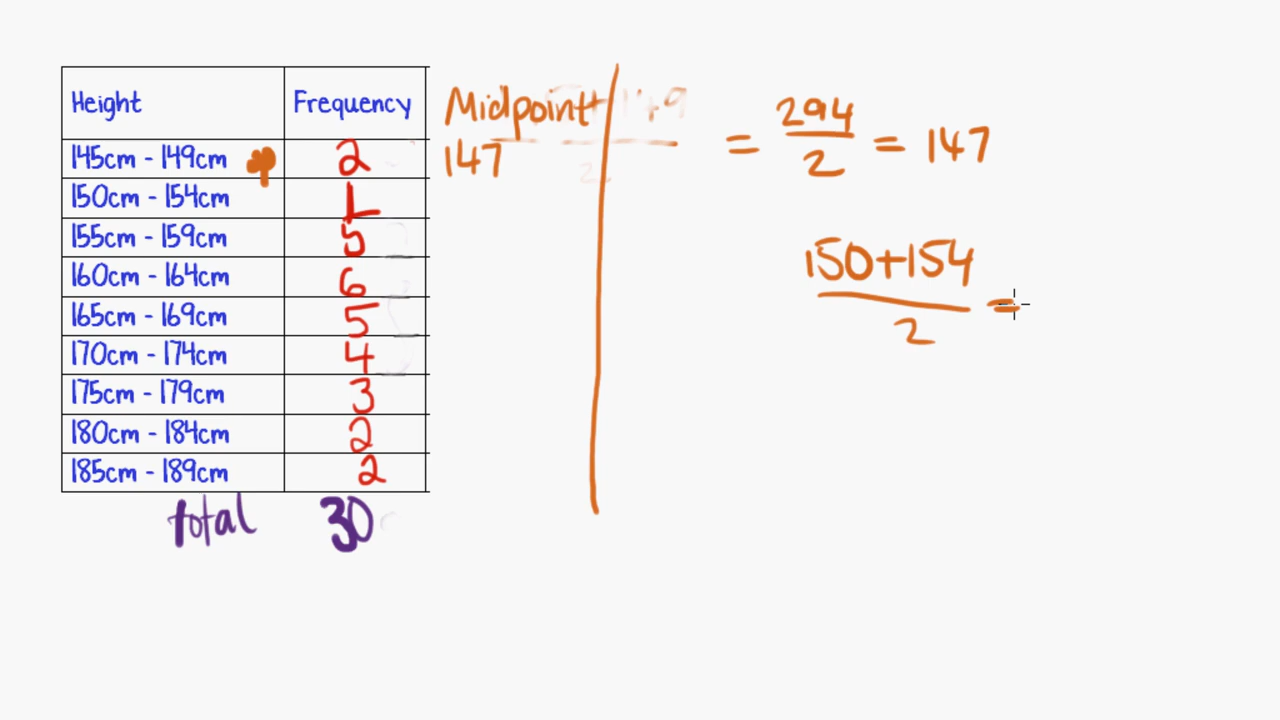 Height Frequency Midpoint
145cm - 149cm 2 147
150cm - 154cm 1
155cm - 159cm 5
160cm - 164cm 6
165cm - 169cm 5
170cm - 174cm 4
175cm - 179cm 3
180cm - 184cm 2
185cm - 189cm 2
total 30
= 294/2 = 147
150+154
2 =